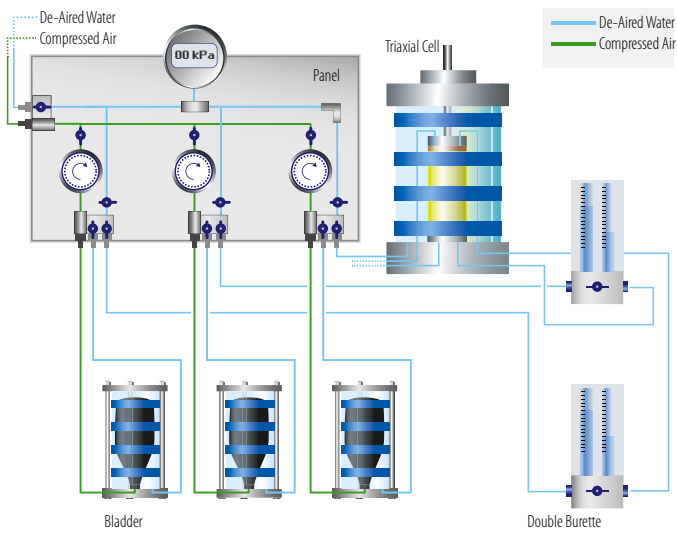 De-Aired Water
Compressed Air
De-Aired Water
Compressed Air
00 kPa
Panel
Triaxial Cell
Bladder
Double Burette